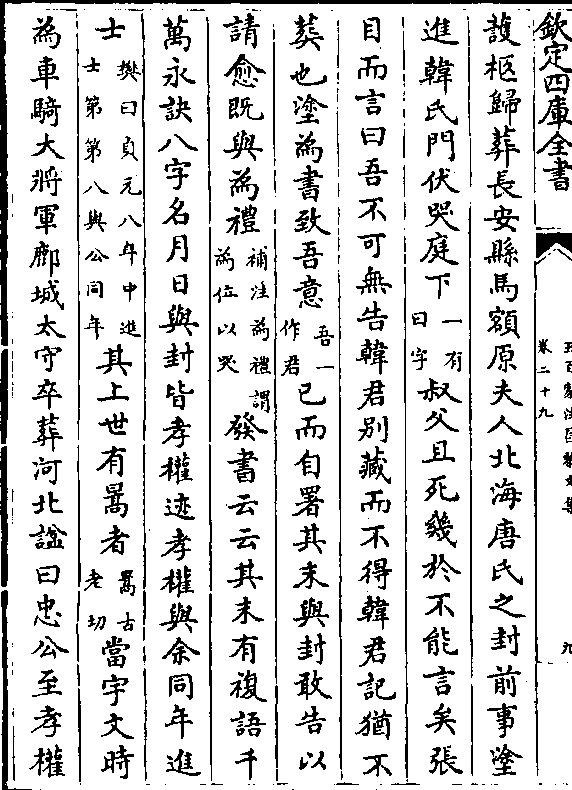 欽定四庫全書
卷二十九
護柩歸葬長安縣馬額原夫人北海唐氏之封前事塗
進韓氏門伏哭庭下一有曰字叔父且死幾於不能言矣張
目而言曰吾不可無告韓君別藏而不得韓君記猶不
葬也塗為書致吾意吾一作君已而自署其末與封敢告以
請愈既與為禮補注為禮謂為位以哭發書云云其末有複語千
萬永訣八字名月日與封皆孝權迹孝權與余同年進
士樊曰貞元八年中進士第第八與公同年其上世有暠者暠古老切當宇文時
為車騎大將軍鄜城太守卒葬河北諡曰忠公至孝權